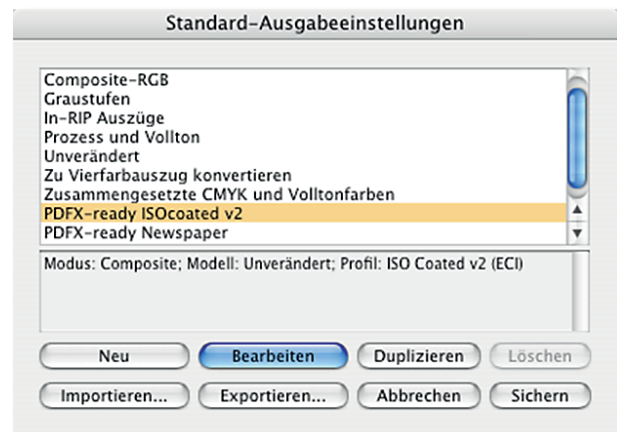 Standard-Ausgabeeinstellungen
Composite-RGB
Graustufen
In-RIP Auszüge
Prozess und Vollton
Unverändert
Zu Vierfarbauszug konvertieren
Zusammengesetzte CMYK und Volltonfarben
PDFX-ready ISOcoated v2
PDFX-ready Newspaper
Modus: Composite; Modell: Unverändert; Profil: ISO Coated v2 (ECI)
Neu Bearbeiten Duplizieren Löschen
Importieren... Exportieren... Abbrechen Sichern